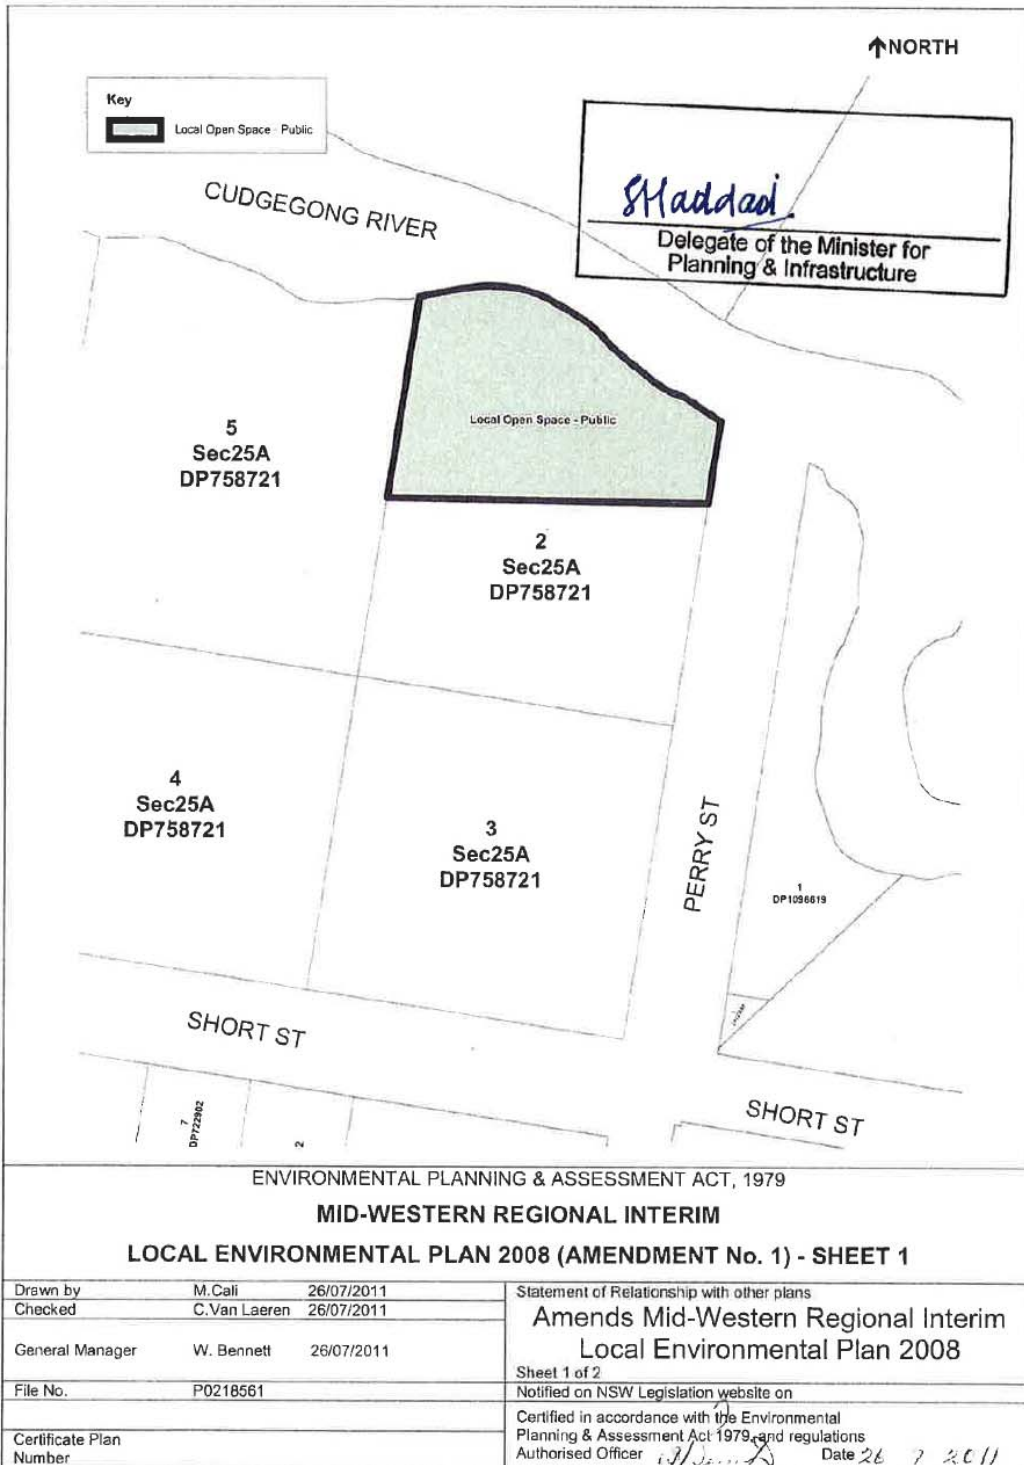 ↑NORTH
Key
Local Open Space - Public
CUDGEGONG RIVER
SHaddad.
Delegate of the Minister for
Planning & Infrastructure
Local Open Space - Public
5
Sec25A
DP758721
2
Sec25A
DP758721
4
Sec25A
DP758721
3
Sec25A
DP758721
PERRY ST
1
DP1096819
SHORT ST
SHORT ST
7
DP722902
2
ENVIRONMENTAL PLANNING & ASSESSMENT ACT, 1979
MID-WESTERN REGIONAL INTERIM
LOCAL ENVIRONMENTAL PLAN 2008 (AMENDMENT No. 1) - SHEET 1
Drawn by M.Cali 26/07/2011
Checked C.Van Laeren 26/07/2011
General Manager W. Bennett 26/07/2011
File No. P0218561
Certificate Plan
Number
Statement of Relationship with other plans
Amends Mid-Western Regional Interim
Local Environmental Plan 2008
Sheet 1 of 2
Notified on NSW Legislation website on
Certified in accordance with the Environmental
Planning & Assessment Act 1979, and regulations
Authorised Officer Date 26 7 2011